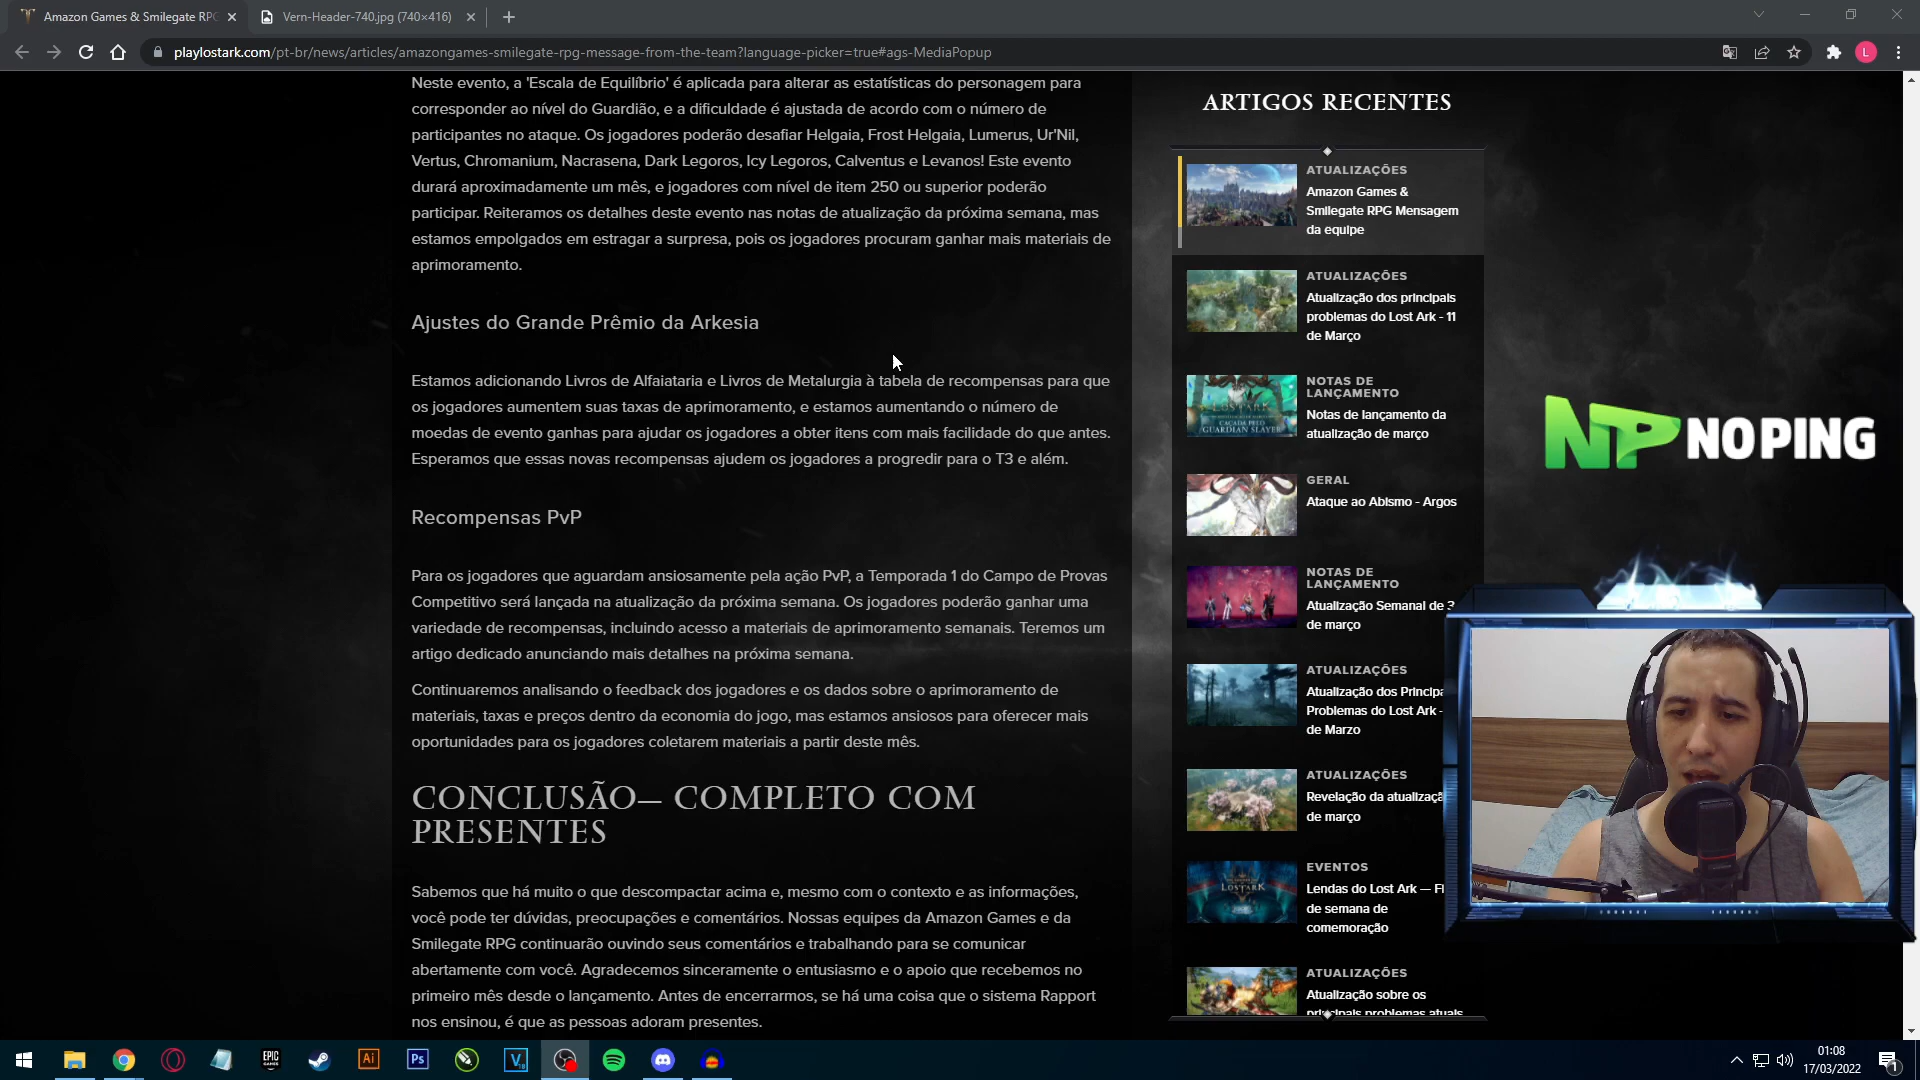 Amazon Games & Smilegate RPG
Vern-Header-740.jpg (740×416)
playlostark.com/pt-br/news/articles/amazongames-smilegate-rpg-message-from-the-team?language-picker=true#ags-MediaPopup
L
Neste evento, a 'Escala de Equilíbrio' é aplicada para alterar as estatísticas do personagem para
corresponder ao nível do Guardião, e a dificuldade é ajustada de acordo com o número de
participantes no ataque. Os jogadores poderão desafiar Helgaia, Frost Helgaia, Lumerus, Ur'Nil,
Vertus, Chromanium, Nacrasena, Dark Legoros, Icy Legoros, Calventus e Levanos! Este evento
durará aproximadamente um mês, e jogadores com nível de item 250 ou superior poderão
participar. Reiteramos os detalhes deste evento nas notas de atualização da próxima semana, mas
estamos empolgados em estragar a surpresa, pois os jogadores procuram ganhar mais materiais de
aprimoramento.
Ajustes do Grande Prêmio da Arkesia
Estamos adicionando Livros de Alfaiataria e Livros de Metalurgia à tabela de recompensas para que
os jogadores aumentem suas taxas de aprimoramento, e estamos aumentando o número de
moedas de evento ganhas para ajudar os jogadores a obter itens com mais facilidade do que antes.
Esperamos que essas novas recompensas ajudem os jogadores a progredir para o T3 e além.
Recompensas PvP
Para os jogadores que aguardam ansiosamente pela ação PvP, a Temporada 1 do Campo de Provas
Competitivo será lançada na atualização da próxima semana. Os jogadores poderão ganhar uma
variedade de recompensas, incluindo acesso a materiais de aprimoramento semanais. Teremos um
artigo dedicado anunciando mais detalhes na próxima semana.
Continuaremos analisando o feedback dos jogadores e os dados sobre o aprimoramento de
materiais, taxas e preços dentro da economia do jogo, mas estamos ansiosos para oferecer mais
oportunidades para os jogadores coletarem materiais a partir deste mês.
CONCLUSÃO— COMPLETO COM
PRESENTES
Sabemos que há muito o que descompactar acima e, mesmo com o contexto e as informações,
você pode ter dúvidas, preocupações e comentários. Nossas equipes da Amazon Games e da
Smilegate RPG continuarão ouvindo seus comentários e trabalhando para se comunicar
abertamente com você. Agradecemos sinceramente o entusiasmo e o apoio que recebemos no
primeiro mês desde o lançamento. Antes de encerrarmos, se há uma coisa que o sistema Rapport
nos ensinou, é que as pessoas adoram presentes.
ARTIGOS RECENTES
ATUALIZAÇÕES
Amazon Games &
Smilegate RPG Mensagem
da equipe
ATUALIZAÇÕES
Atualização dos principais
problemas do Lost Ark - 11
de Março
LOST ARK
CAÇADA PELO
GUARDIAN SLAYER
NOTAS DE
LANÇAMENTO
Notas de lançamento da
atualização de março
GERAL
Ataque ao Abismo - Argos
NOTAS DE
LANÇAMENTO
Atualização Semanal de 3
de março
ATUALIZAÇÕES
Atualização dos Principa
Problemas do Lost Ark -
de Marzo
ATUALIZAÇÕES
Revelação da atualizaçã
de março
LOST ARK
EVENTOS
Lendas do Lost Ark — Fi
de semana de
comemoração
ATUALIZAÇÕES
Atualização sobre os
principais problemas atuais
NP NO PING
EPIC
GAMES
Ai
Ps
V
18
01:08
17/03/2022
1